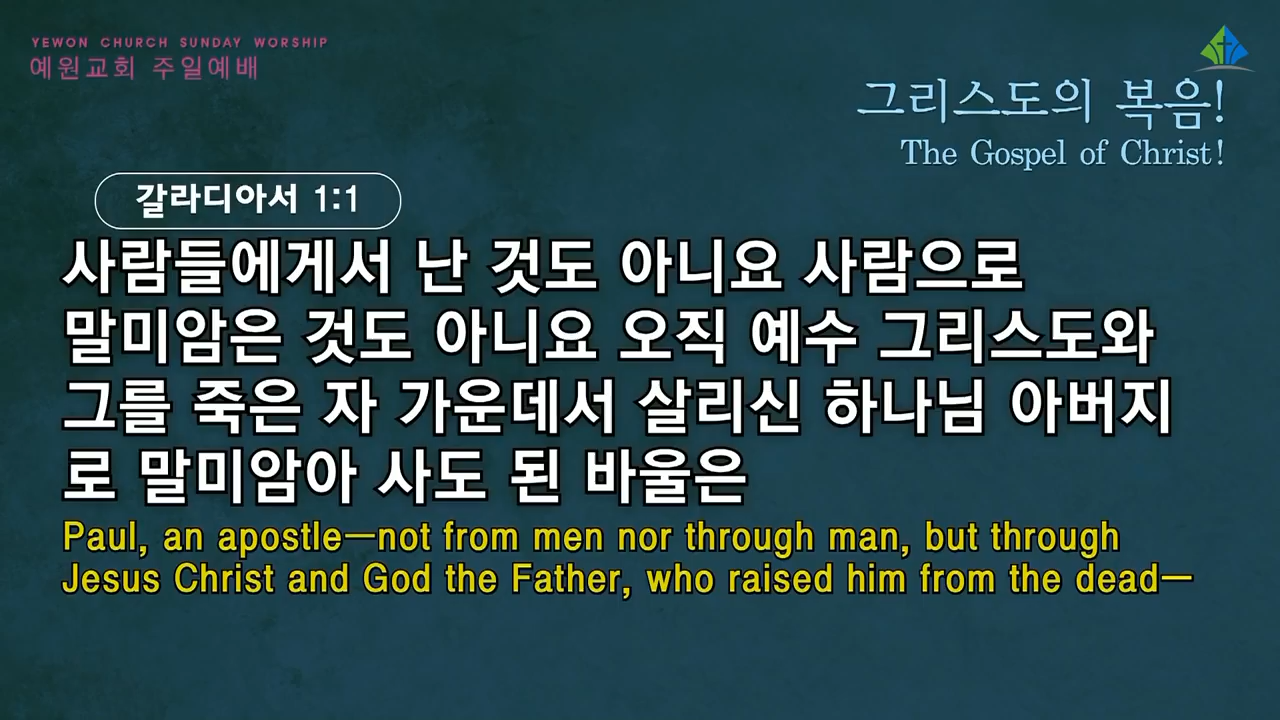 YEWON CHURCH SUNDAY WORSHIP
예원교회 주일예배
그리스도의 복음!
The Gospel of Christ!
갈라디아서 1:1
사람들에게서 난 것도 아니요 사람으로
말미암은 것도 아니요 오직 예수 그리스도와
그를 죽은 자 가운데서 살리신 하나님 아버지
로 말미암아 사도 된 바울은
Paul, an apostle—not from men nor through man, but through
Jesus Christ and God the Father, who raised him from the dead—